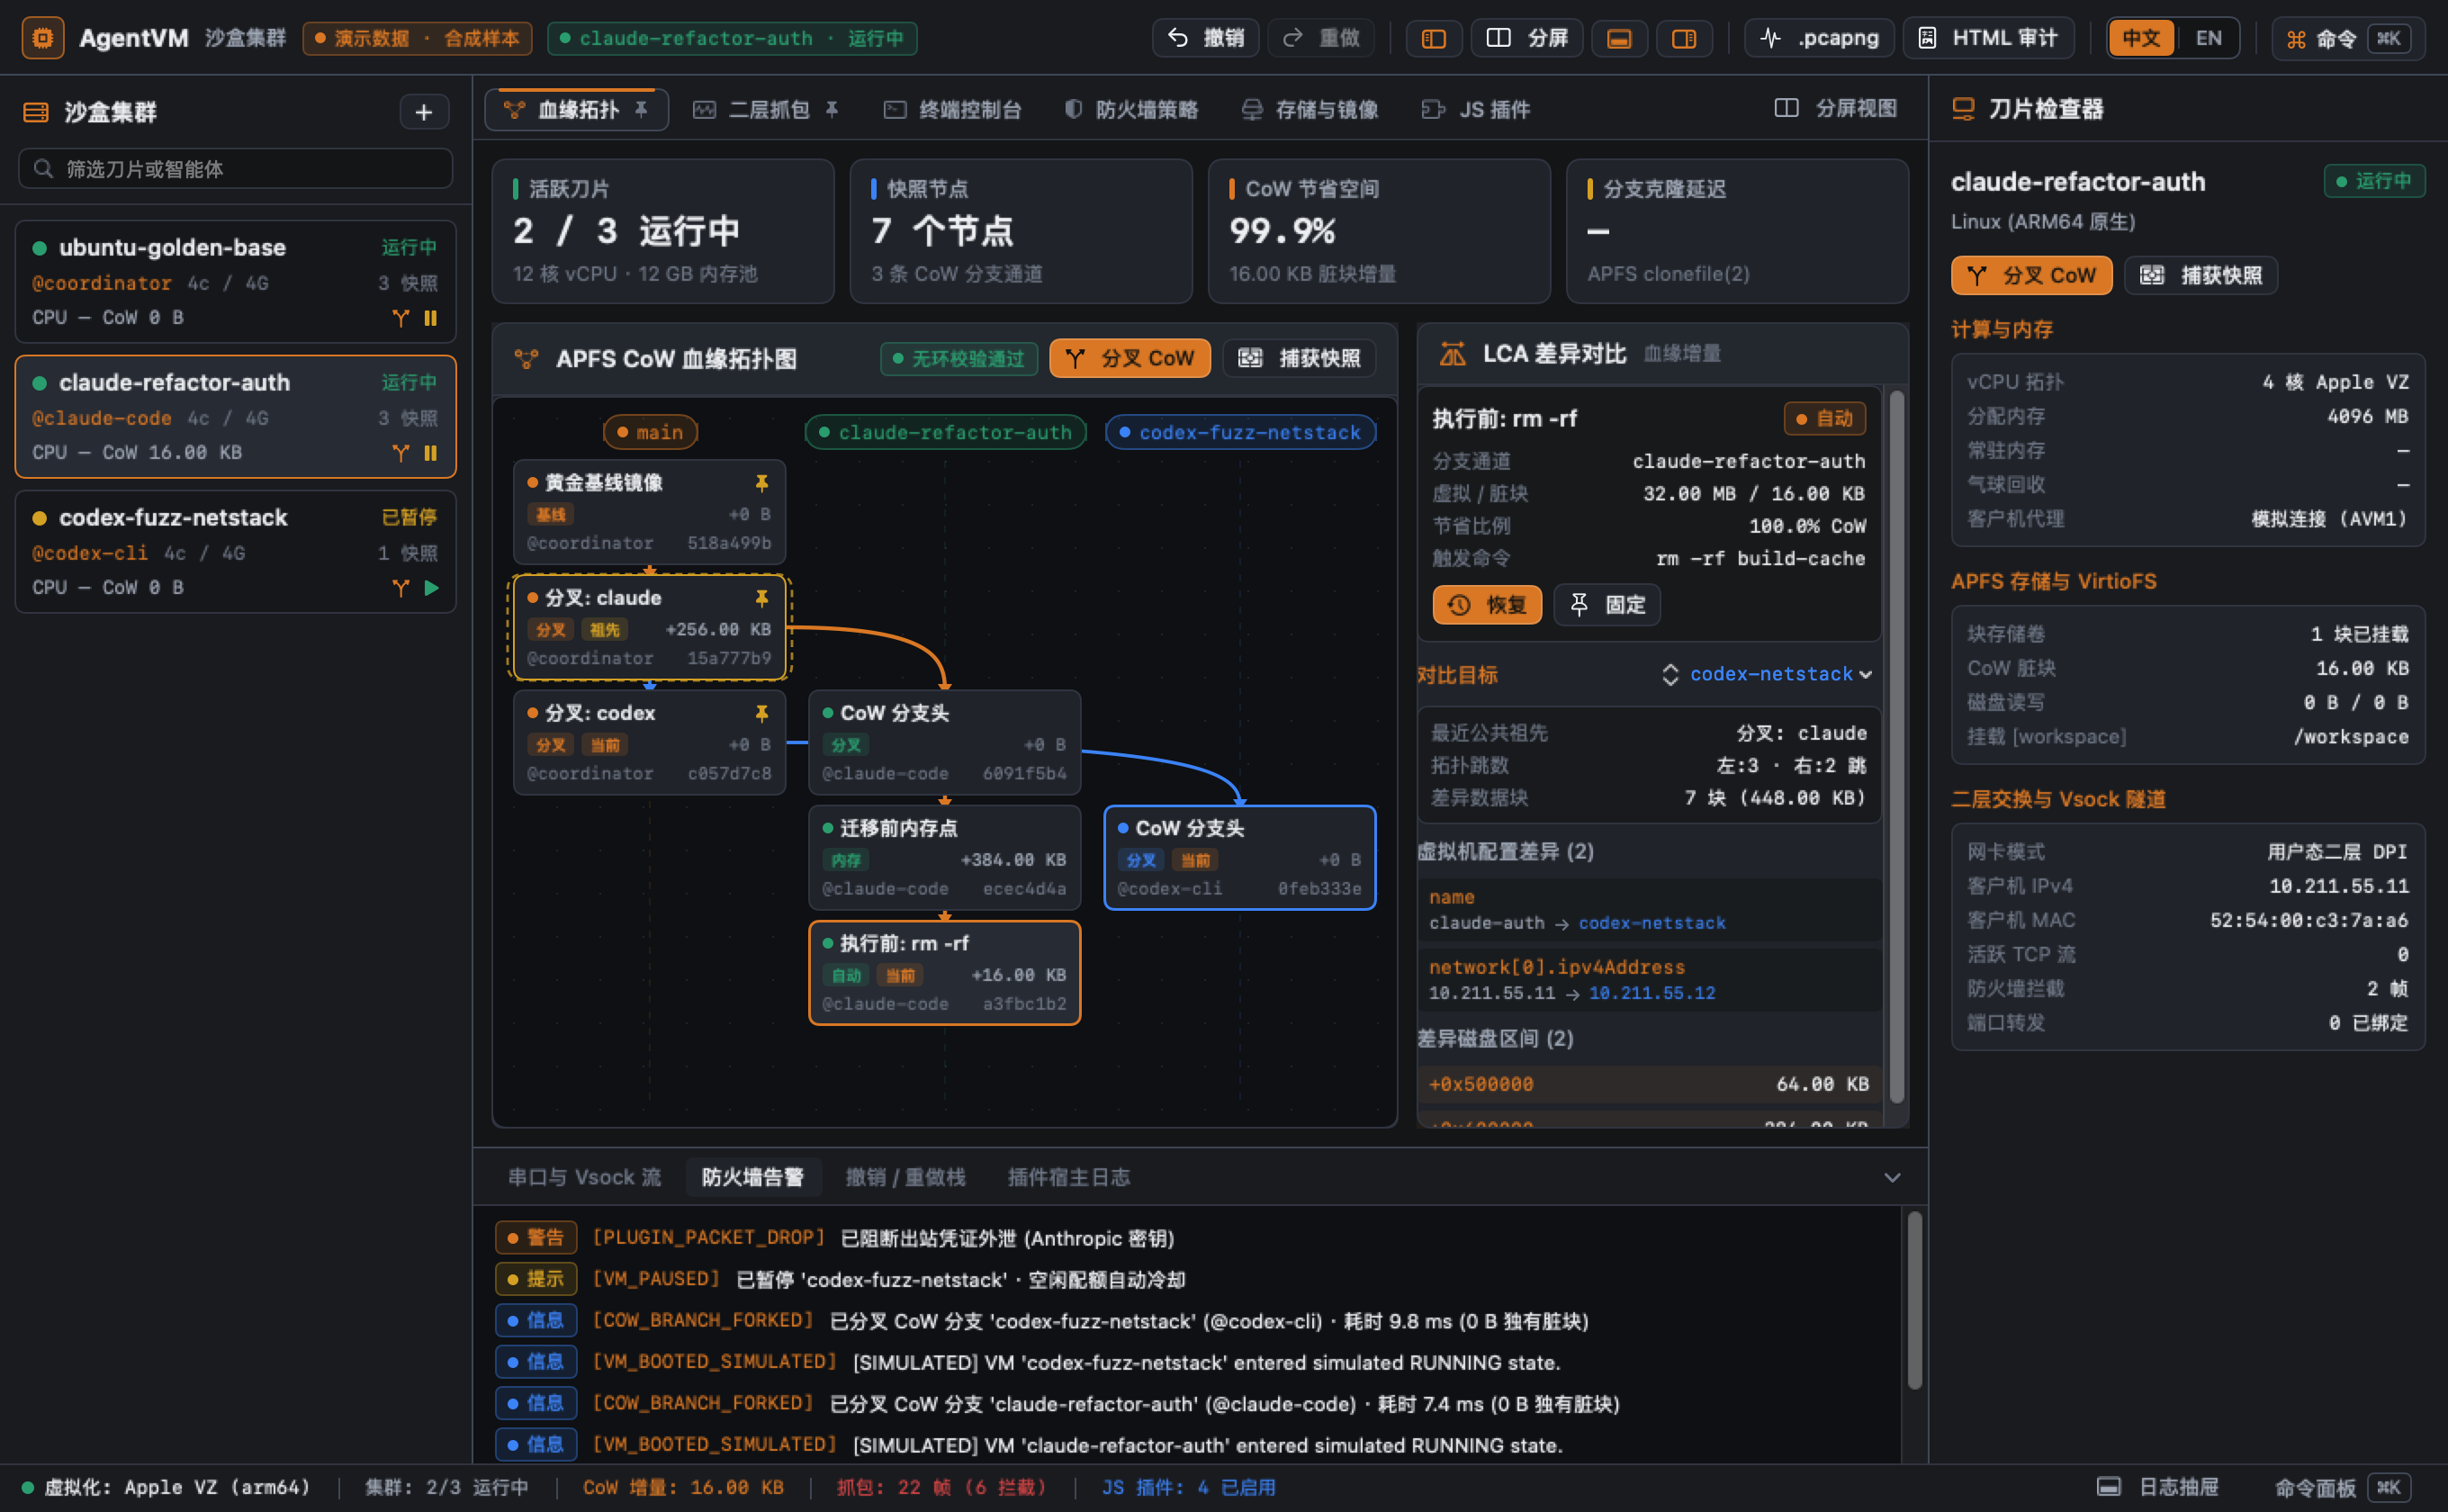 AgentVM 沙盒集群 演示数据 · 合成样本 claude-refactor-auth · 运行中 撤销 重做 分屏 .pcapng HTML 审计 中文 EN 命令 ⌘K
沙盒集群 +
筛选刀片或智能体
ubuntu-golden-base 运行中
@coordinator 4c / 4G 3 快照
CPU — CoW 0 B
claude-refactor-auth 运行中
@claude-code 4c / 4G 3 快照
CPU — CoW 16.00 KB
codex-fuzz-netstack 已暂停
@codex-cli 4c / 4G 1 快照
CPU — CoW 0 B
血缘拓扑 二层抓包 终端控制台 防火墙策略 存储与镜像 JS 插件 分屏视图
活跃刀片
2 / 3 运行中
12 核 vCPU · 12 GB 内存池
快照节点
7 个节点
3 条 CoW 分支通道
CoW 节省空间
99.9%
16.00 KB 脏块增量
分支克隆延迟
—
APFS clonefile(2)
APFS CoW 血缘拓扑图 无环校验通过 分叉 CoW 捕获快照
main claude-refactor-auth codex-fuzz-netstack
黄金基线镜像
基线 +0 B
@coordinator 518a499b
分叉: claude
分叉 祖先 +256.00 KB
@coordinator 15a777b9
分叉: codex
分叉 当前 +0 B
@coordinator c057d7c8
CoW 分支头
分叉 +0 B
@claude-code 6091f5b4
迁移前内存点
内存 +384.00 KB
@claude-code ecec4d4a
CoW 分支头
分叉 当前 +0 B
@codex-cli 0feb333e
执行前: rm -rf
自动 当前 +16.00 KB
@claude-code a3fbc1b2
LCA 差异对比 血缘增量
执行前: rm -rf 自动
分支通道 claude-refactor-auth
虚拟 / 脏块 32.00 MB / 16.00 KB
节省比例 100.0% CoW
触发命令 rm -rf build-cache
恢复 固定
对比目标 codex-netstack
最近公共祖先 分叉: claude
拓扑跳数 左:3 · 右:2 跳
差异数据块 7 块 (448.00 KB)
虚拟机配置差异 (2)
name
claude-auth → codex-netstack
network[0].ipv4Address
10.211.55.11 → 10.211.55.12
差异磁盘区间 (2)
+0x500000 64.00 KB
刀片检查器
claude-refactor-auth 运行中
Linux (ARM64 原生)
分叉 CoW 捕获快照
计算与内存
vCPU 拓扑 4 核 Apple VZ
分配内存 4096 MB
常驻内存 —
气球回收 —
客户机代理 模拟连接 (AVM1)
APFS 存储与 VirtioFS
块存储卷 1 块已挂载
CoW 脏块 16.00 KB
磁盘读写 0 B / 0 B
挂载 [workspace] /workspace
二层交换与 Vsock 隧道
网卡模式 用户态二层 DPI
客户机 IPv4 10.211.55.11
客户机 MAC 52:54:00:c3:7a:a6
活跃 TCP 流 0
防火墙拦截 2 帧
端口转发 0 已绑定
串口与 Vsock 流 防火墙告警 撤销 / 重做栈 插件宿主日志
警告 [PLUGIN_PACKET_DROP] 已阻断出站凭证外泄 (Anthropic 密钥)
提示 [VM_PAUSED] 已暂停 'codex-fuzz-netstack' · 空闲配额自动冷却
信息 [COW_BRANCH_FORKED] 已分叉 CoW 分支 'codex-fuzz-netstack' (@codex-cli) · 耗时 9.8 ms (0 B 独有脏块)
信息 [VM_BOOTED_SIMULATED] [SIMULATED] VM 'codex-fuzz-netstack' entered simulated RUNNING state.
信息 [COW_BRANCH_FORKED] 已分叉 CoW 分支 'claude-refactor-auth' (@claude-code) · 耗时 7.4 ms (0 B 独有脏块)
信息 [VM_BOOTED_SIMULATED] [SIMULATED] VM 'claude-refactor-auth' entered simulated RUNNING state.
虚拟化: Apple VZ (arm64) 集群: 2/3 运行中 CoW 增量: 16.00 KB 抓包: 22 帧 (6 拦截) JS 插件: 4 已启用 日志抽屉 命令面板 ⌘K